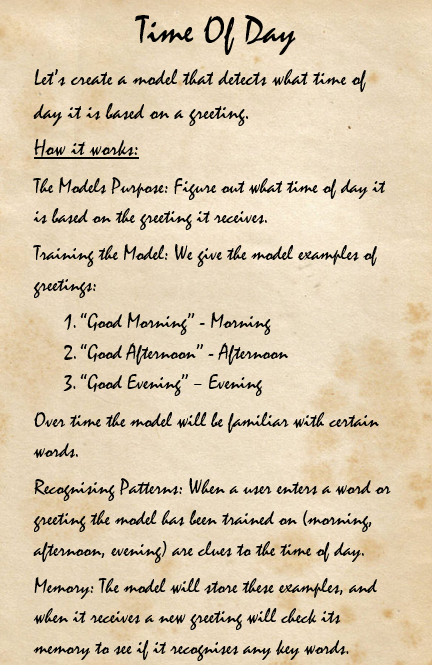 Time Of Day
Let's create a model that detects what time of
day it is based on a greeting.
How it works:
The Models Purpose: Figure out what time of day it
is based on the greeting it receives.
Training the Model: We give the model examples of
greetings:
1. "Good Morning" - Morning
2. "Good Afternoon" - Afternoon
3. "Good Evening" – Evening
Over time the model will be familiar with certain
words.
Recognising Patterns: When a user enters a word or
greeting the model has been trained on (morning,
afternoon, evening) are clues to the time of day.
Memory: The model will store these examples, and
when it receives a new greeting will check its
memory to see if it recognises any key words.